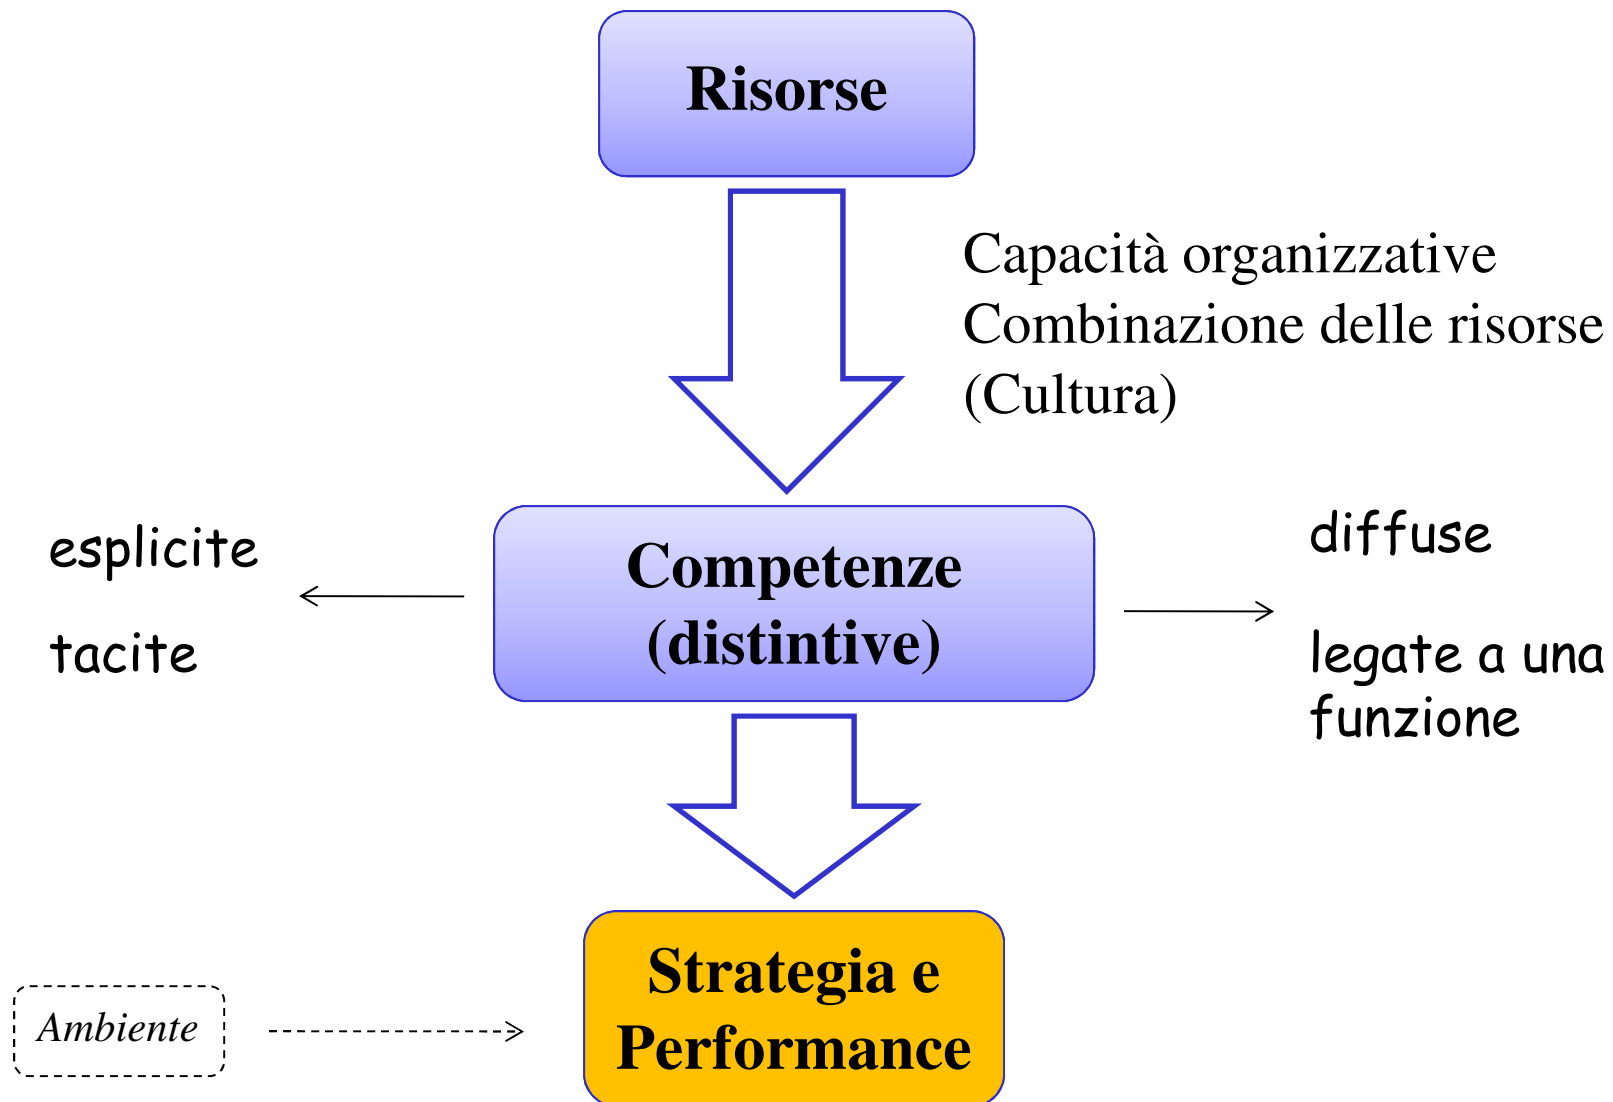 Risorse
Capacità organizzative
Combinazione delle risorse
(Cultura)
esplicite
tacite
Competenze
(distintive)
diffuse
legate a una
funzione
Strategia e
Performance
Ambiente